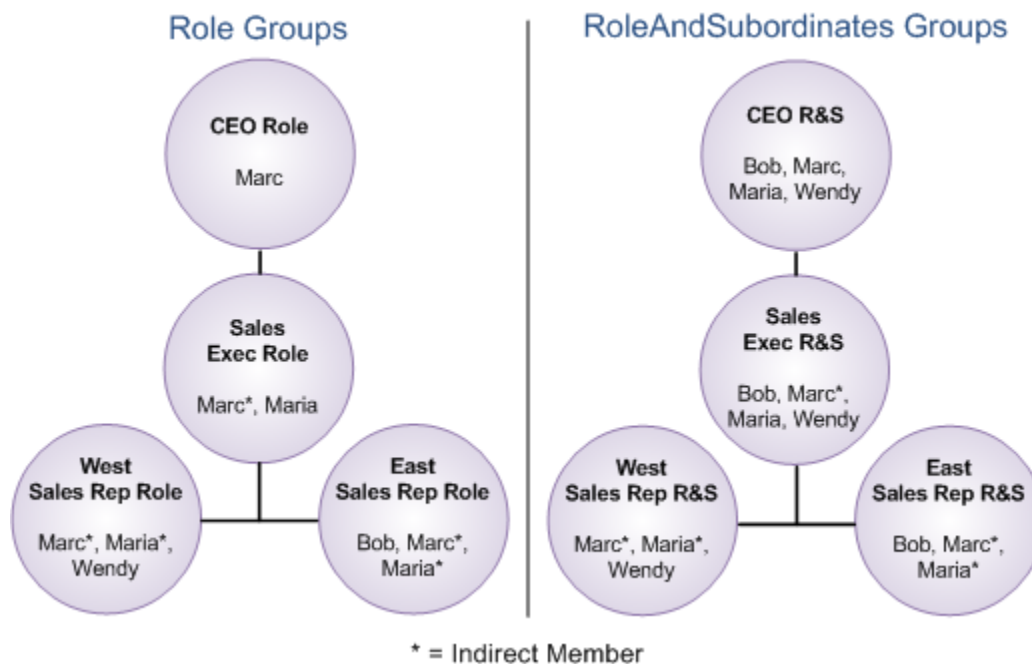 Role Groups
CEO Role
Marc
Sales
Exec Role
Marc*, Maria
West
Sales Rep Role
Marc*, Maria*,
Wendy
East
Sales Rep Role
Bob, Marc*,
Maria*
RoleAndSubordinates Groups
CEO R&S
Bob, Marc,
Maria, Wendy
Sales
Exec R&S
Bob, Marc*,
Maria, Wendy
West
Sales Rep R&S
Marc*, Maria*,
Wendy
East
Sales Rep R&S
Bob, Marc*,
Maria*
* = Indirect Member